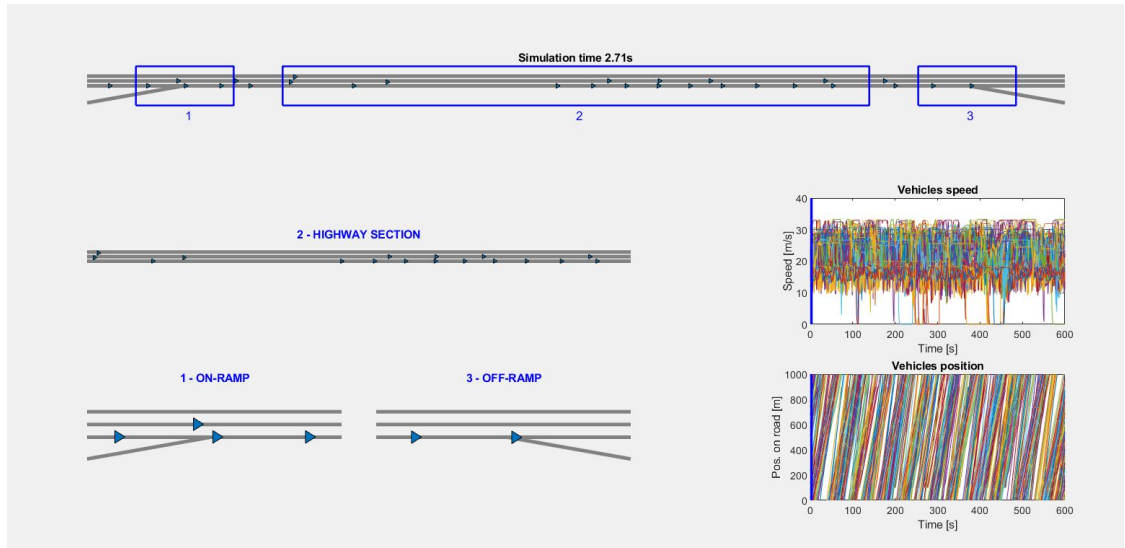 Simulation time 2.71s
1
2
3
2 - HIGHWAY SECTION
Vehicles speed
40
30
20
10
0
Speed [m/s]
0 100 200 300 400 500 600
Time [s]
1 - ON-RAMP
3 - OFF-RAMP
Vehicles position
1000
800
600
400
200
0
Pos. on road [m]
0 100 200 300 400 500 600
Time [s]